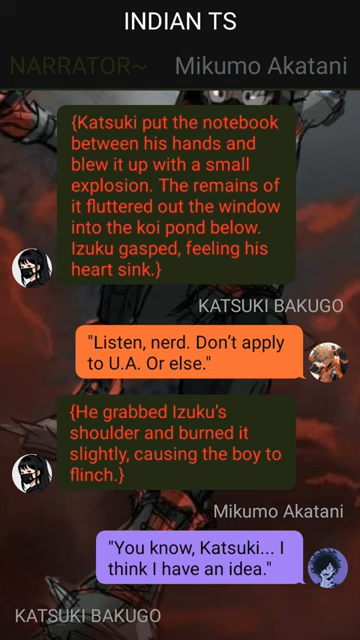 INDIAN TS
NARRATOR~ Mikumo Akatani
{Katsuki put the notebook
between his hands and
blew it up with a small
explosion. The remains of
it fluttered out the window
into the koi pond below.
Izuku gasped, feeling his
heart sink.}
KATSUKI BAKUGO
"Listen, nerd. Don’t apply
to U.A. Or else."
{He grabbed Izuku’s
shoulder and burned it
slightly, causing the boy to
flinch.}
Mikumo Akatani
"You know, Katsuki... I
think I have an idea."
KATSUKI BAKUGO